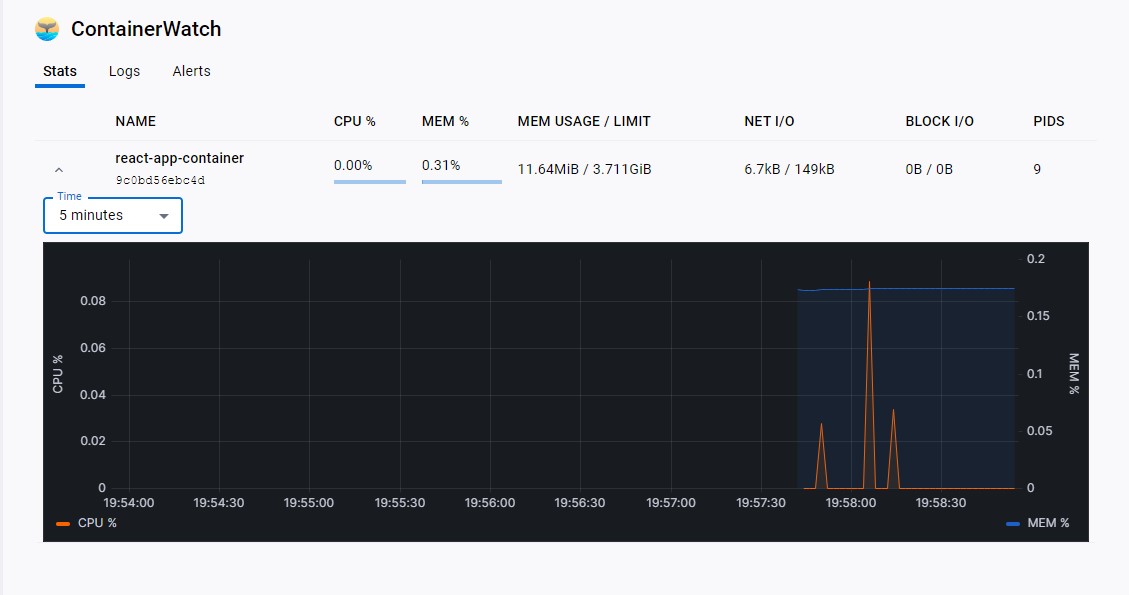 ContainerWatch
Stats Logs Alerts
NAME CPU % MEM % MEM USAGE / LIMIT NET I/O BLOCK I/O PIDS
react-app-container 0.00% 0.31% 11.64MiB / 3.711GiB 6.7kB / 149kB 0B / 0B 9
9c0bd56ebc4d
Time
5 minutes
0.2
0.08
0.15
0.06
CPU %
MEM %
0.1
0.04
0.05
0.02
0 0
19:54:00 19:54:30 19:55:00 19:55:30 19:56:00 19:56:30 19:57:00 19:57:30 19:58:00 19:58:30
CPU % MEM %